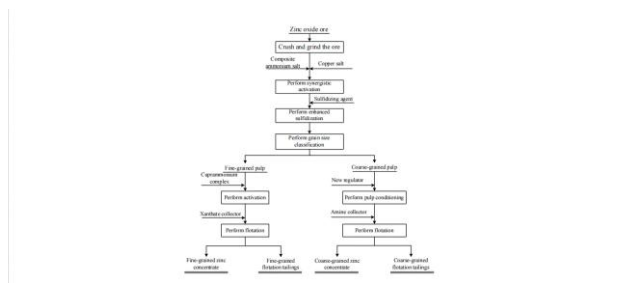 Zinc oxide ore
Crush and grind the ore
Composite
ammonium salt
Copper salt
Perform synergistic
activation
Sulfidizing agent
Perform enhanced
sulfidization
Perform grain size
classification
Fine-grained pulp
Coarse-grained pulp
Cuprammonium
complex
New regulator
Perform activation
Perform pulp conditioning
Xanthate collector
Amine collector
Perform flotation
Perform flotation
Fine-grained zinc
concentrate
Fine-grained
flotation tailings
Coarse-grained zinc
concentrate
Coarse-grained
flotation tailings